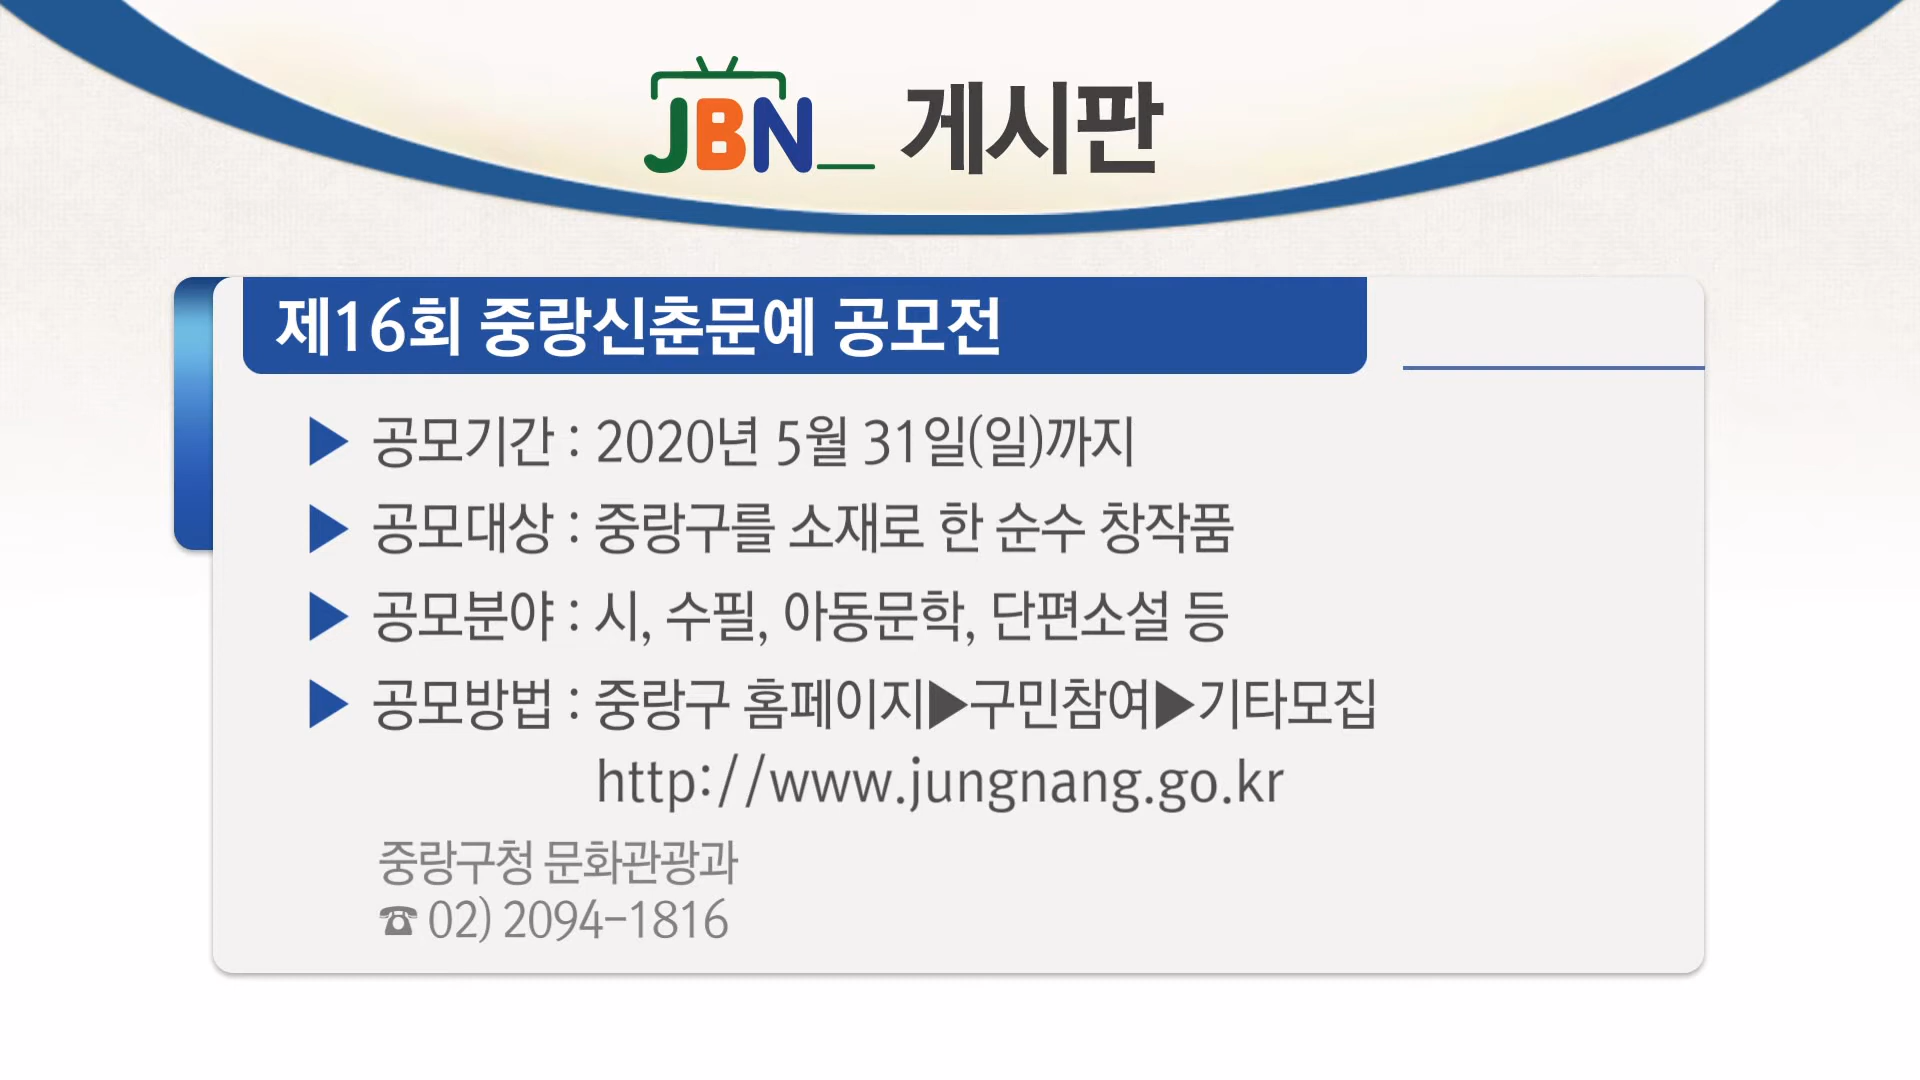 JBN_ 게시판
제16회 중랑신춘문예 공모전
▶ 공모기간 : 2020년 5월 31일(일)까지
▶ 공모대상 : 중랑구를 소재로 한 순수 창작품
▶ 공모분야 : 시, 수필, 아동문학, 단편소설 등
▶ 공모방법 : 중랑구 홈페이지▶구민참여▶기타모집
http://www.jungnang.go.kr
중랑구청 문화관광과
☎ 02) 2094-1816